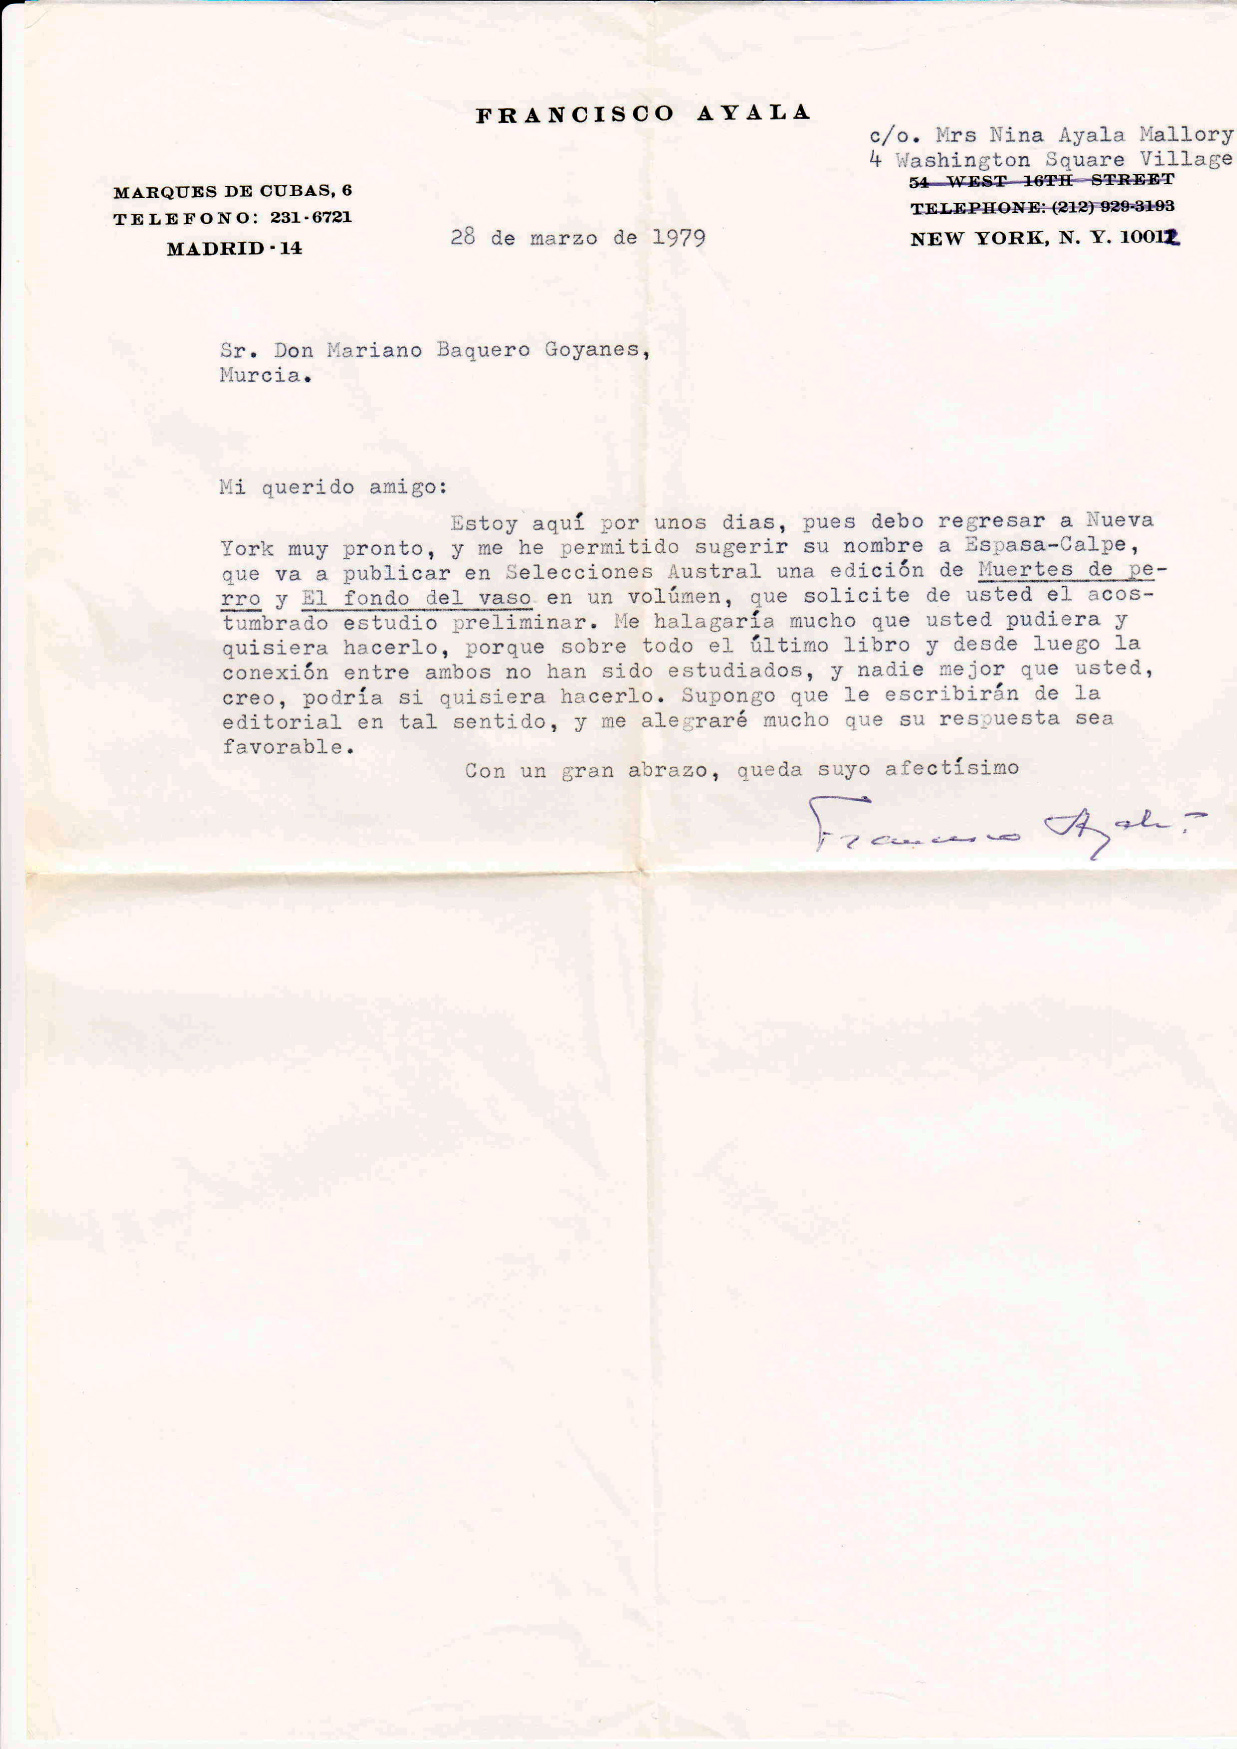 FRANCISCO AYALA
c/o. Mrs Nina Ayala Mallory
4 Washington Square Village
MARQUES DE CUBAS, 6
TELEFONO: 231-6721
MADRID - 14
54 WEST 16TH STREET
TELEPHONE: (212) 929-3193
NEW YORK, N. Y. 10012
28 de marzo de 1979
Sr. Don Mariano Baquero Goyanes,
Murcia.
Mi querido amigo:
Estoy aquí por unos dias, pues debo regresar a Nueva
York muy pronto, y me he permitido sugerir su nombre a Espasa-Calpe,
que va a publicar en Selecciones Austral una edición de Muertes de pe-
rro y El fondo del vaso en un volúmen, que solicite de usted el acos-
tumbrado estudio preliminar. Me halagaría mucho que usted pudiera y
quisiera hacerlo, porque sobre todo el último libro y desde luego la
conexión entre ambos no han sido estudiados, y nadie mejor que usted,
creo, podría si quisiera hacerlo. Supongo que le escribirán de la
editorial en tal sentido, y me alegraré mucho que su respuesta sea
favorable.
Con un gran abrazo, queda suyo afectísimo
Francisco Ayala